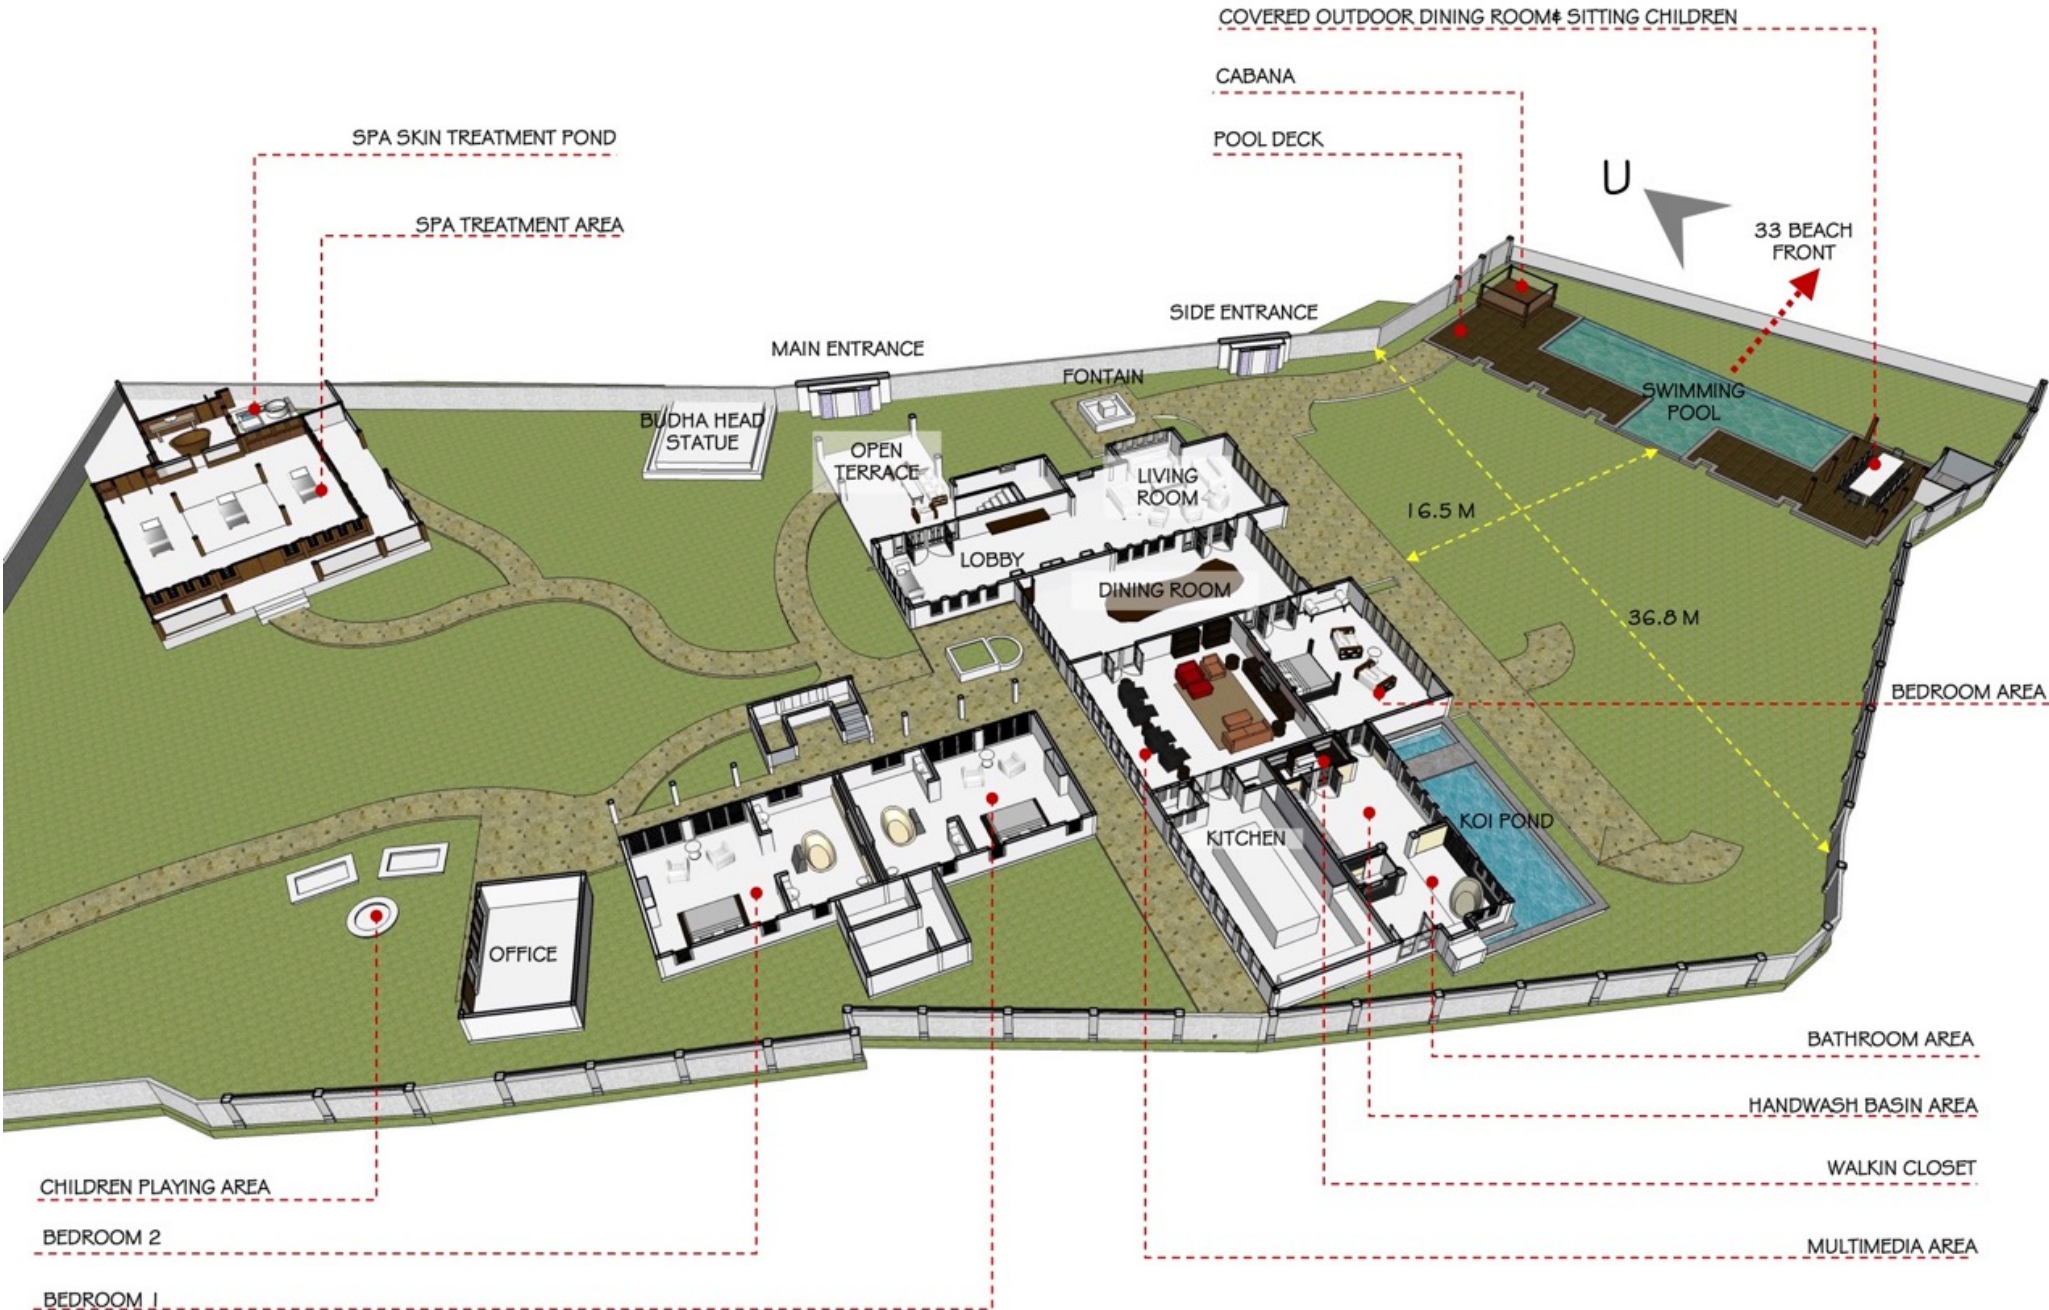 COVERED OUTDOOR DINING ROOM& SITTING CHILDREN
CABANA
POOL DECK
SPA SKIN TREATMENT POND
SPA TREATMENT AREA
U
33 BEACH
FRONT
SIDE ENTRANCE
MAIN ENTRANCE
FONTAIN
SWIMMING
POOL
BUDHA HEAD
STATUE
OPEN
TERRACE
LIVING
ROOM
16.5 M
LOBBY
DINING ROOM
36.8 M
BEDROOM AREA
KOI POND
KITCHEN
OFFICE
BATHROOM AREA
HANDWASH BASIN AREA
WALKIN CLOSET
CHILDREN PLAYING AREA
BEDROOM 2
MULTIMEDIA AREA
BEDROOM 1